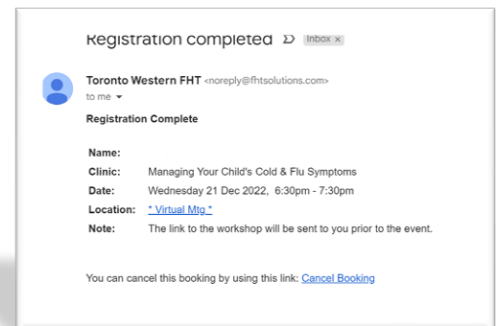 Registration completed Inbox x
Toronto Western FHT <noreply@fhtsolutions.com>
to me
Registration Complete
Name:
Clinic: Managing Your Child's Cold & Flu Symptoms
Date: Wednesday 21 Dec 2022, 6:30pm - 7:30pm
Location: * Virtual Mtg *
Note: The link to the workshop will be sent to you prior to the event.
You can cancel this booking by using this link: Cancel Booking